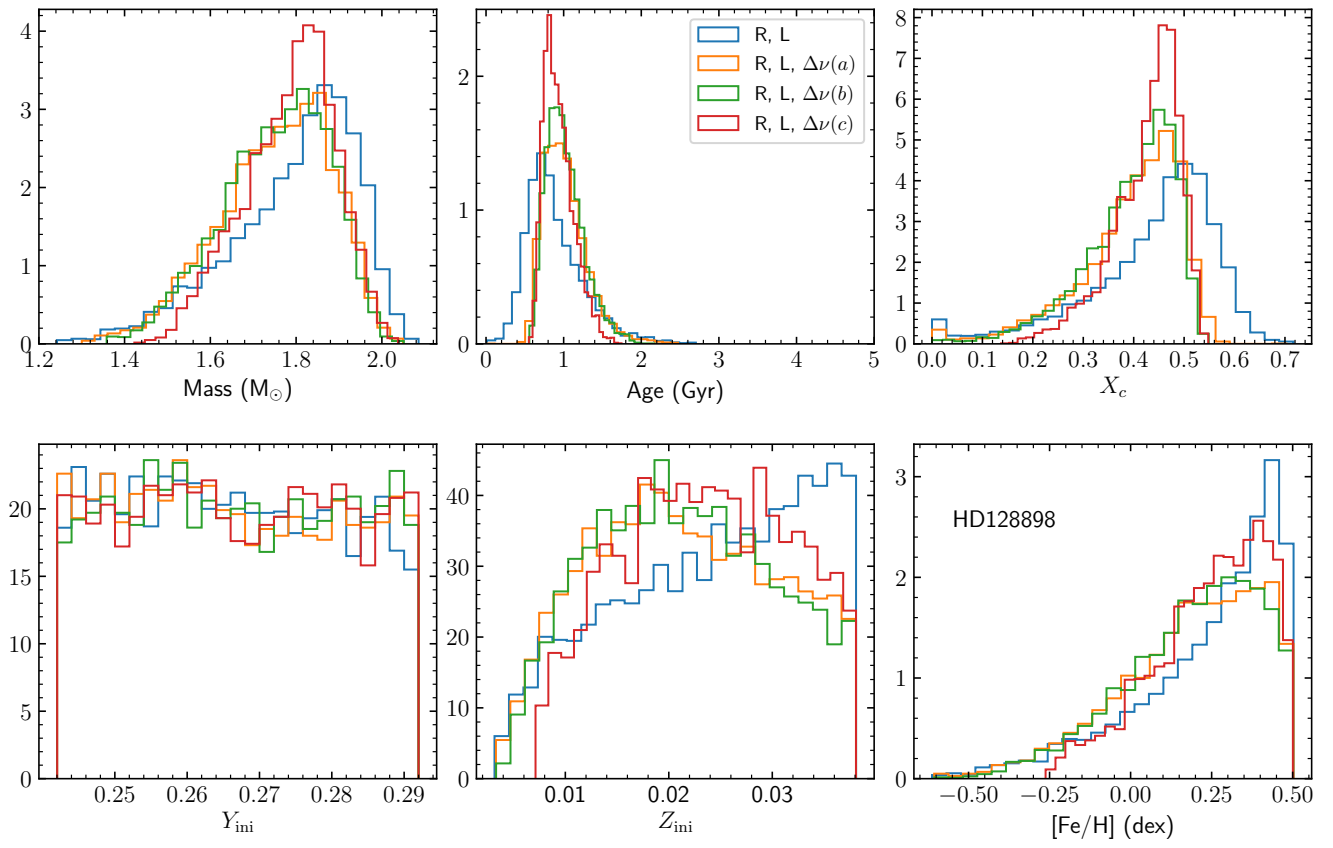 4
3
2
1
0
1.2 1.4 1.6 1.8 2.0
Mass (M⊙)
2
1
0
0 1 2 3 4 5
Age (Gyr)
R, L
R, L, Δν(a)
R, L, Δν(b)
R, L, Δν(c)
8
7
6
5
4
3
2
1
0
0.0 0.1 0.2 0.3 0.4 0.5 0.6 0.7
X_c
20
15
10
5
0
0.25 0.26 0.27 0.28 0.29
Y_ini
40
30
20
10
0
0.01 0.02 0.03
Z_ini
3
2
1
0
HD128898
−0.50 −0.25 0.00 0.25 0.50
[Fe/H] (dex)